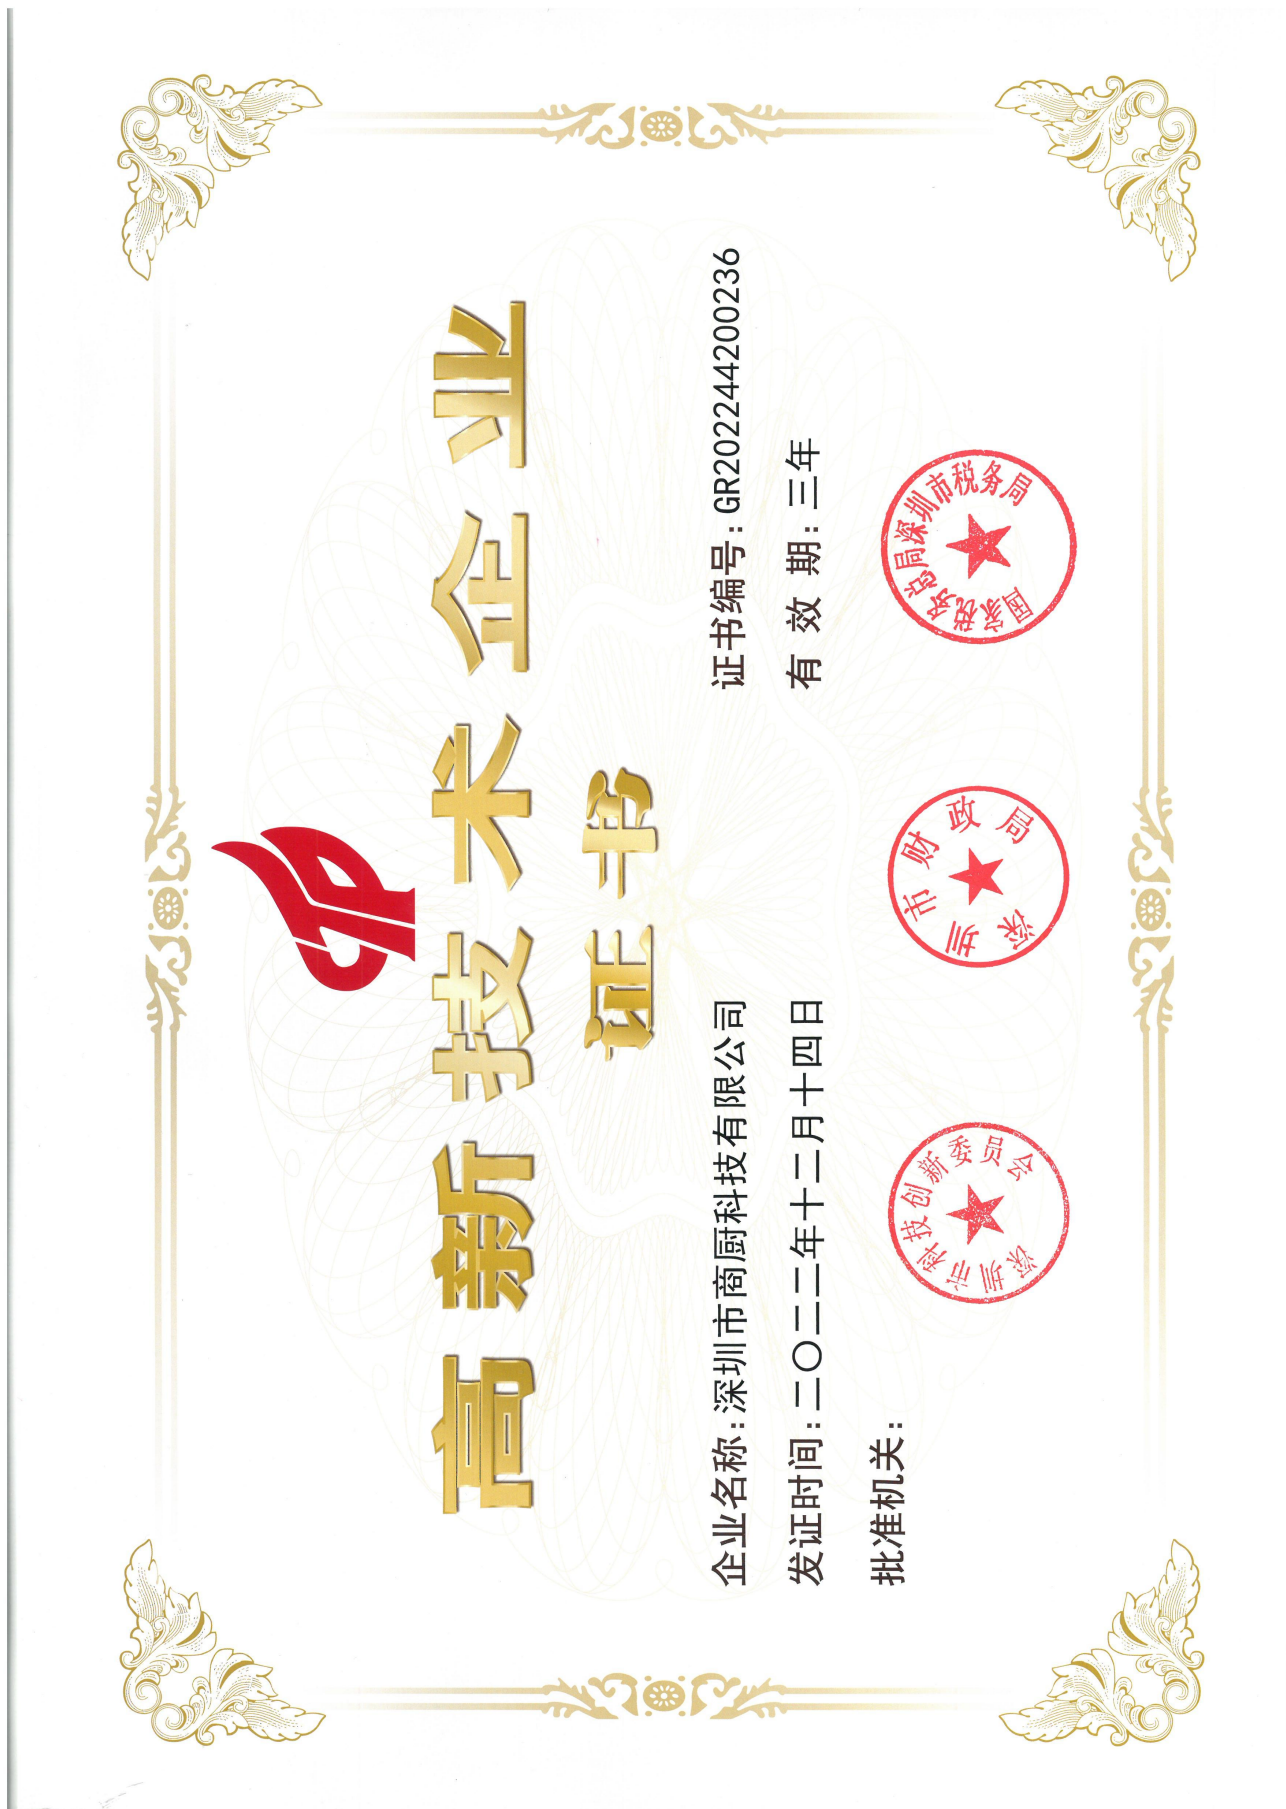 高新技术企业
证书
企业名称：深圳市商厨科技有限公司
证书编号：GR202244200236
发证时间：二〇二二年十二月十四日
有效期：三年
批准机关：
深圳市科技创新委员会
深圳市财政局
国家税务总局深圳市税务局